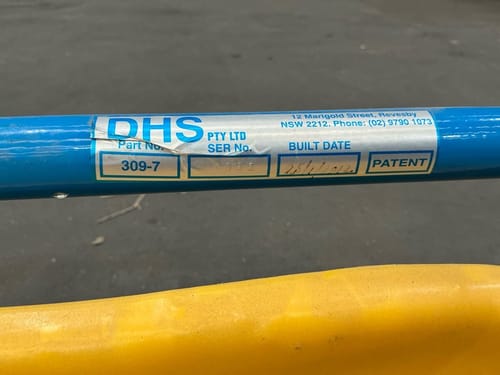 DHS PTY LTD
12 Marigold Street, Revesby
NSW 2212. Phone: (02) 9790 1073
Part No. SER No. BUILT DATE
309-7 PATENT